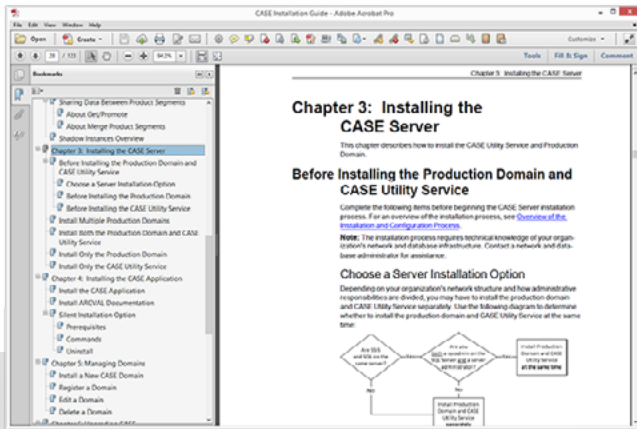 CASE Installation Guide - Adobe Acrobat Pro
File Edit View Window Help
Open
Create
Customize
/ 133
Tools
Fill & Sign
Comment
Bookmarks
Sharing Data Between Product Segments
About Get/Promote
About Merge Product Segments
Shadow Instances Overview
Chapter 3: Installing the CASE Server
Before Installing the Production Domain and
CASE Utility Service
Choose a Server Installation Option
Before Installing the Production Domain
Before Installing the CASE Utility Service
Install Multiple Production Domains
Install Both the Production Domain and CASE
Utility Service
Install Only the Production Domain
Install Only the CASE Utility Service
Chapter 4: Installing the CASE Application
Install the CASE Application
Install ARCVAL Documentation
Silent Installation Option
Prerequisites
Commands
Uninstall
Chapter 5: Managing Domains
Install a New CASE Domain
Register a Domain
Edit a Domain
Delete a Domain
Chapter 3: Installing the CASE Server
Chapter 3: Installing the
CASE Server
This chapter describes how to install the CASE Utility Service and Production
Domain.
Before Installing the Production Domain and
CASE Utility Service
Complete the following items before beginning the CASE Server installation
process. For an overview of the installation process, see Overview of the
Installation and Configuration Process.
Note: The installation process requires technical knowledge of your organ-
ization's network and database infrastructure. Contact a network and data-
base administrator for assistance.
Choose a Server Installation Option
Depending on your organization's network structure and how administrative
responsibilities are divided, you may have to install the production domain
and CASE Utility Service separately. Use the following diagram to determine
whether to install the production domain and CASE Utility Service at the same
time:
and SQL on the
same server?
Install Production
Domain and CASE
Utility Service
at the same time
No
No
Install Production
Domain and CASE
Utility Service